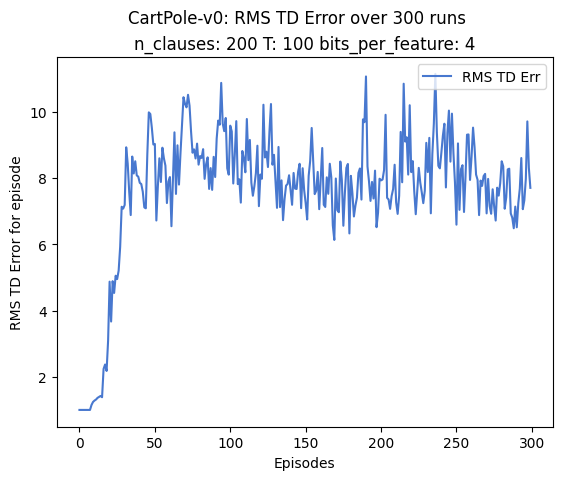 CartPole-v0: RMS TD Error over 300 runs
n_clauses: 200 T: 100 bits_per_feature: 4
RMS TD Err
RMS TD Error for episode
10
8
6
4
2
0
50
100
150
200
250
300
Episodes